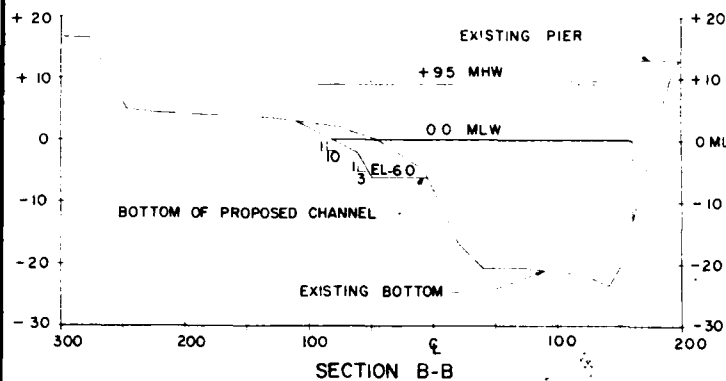 + 20
+ 20
EXISTING PIER
+ 10
+ 9 5 MHW
+ 10
0
0 0 MLW
0 ML
1
10
1
3
EL-6 0
- 10
- 10
BOTTOM OF PROPOSED CHANNEL
- 20
- 20
EXISTING BOTTOM
- 30
- 30
300
200
100
℄
100
200
SECTION B-B